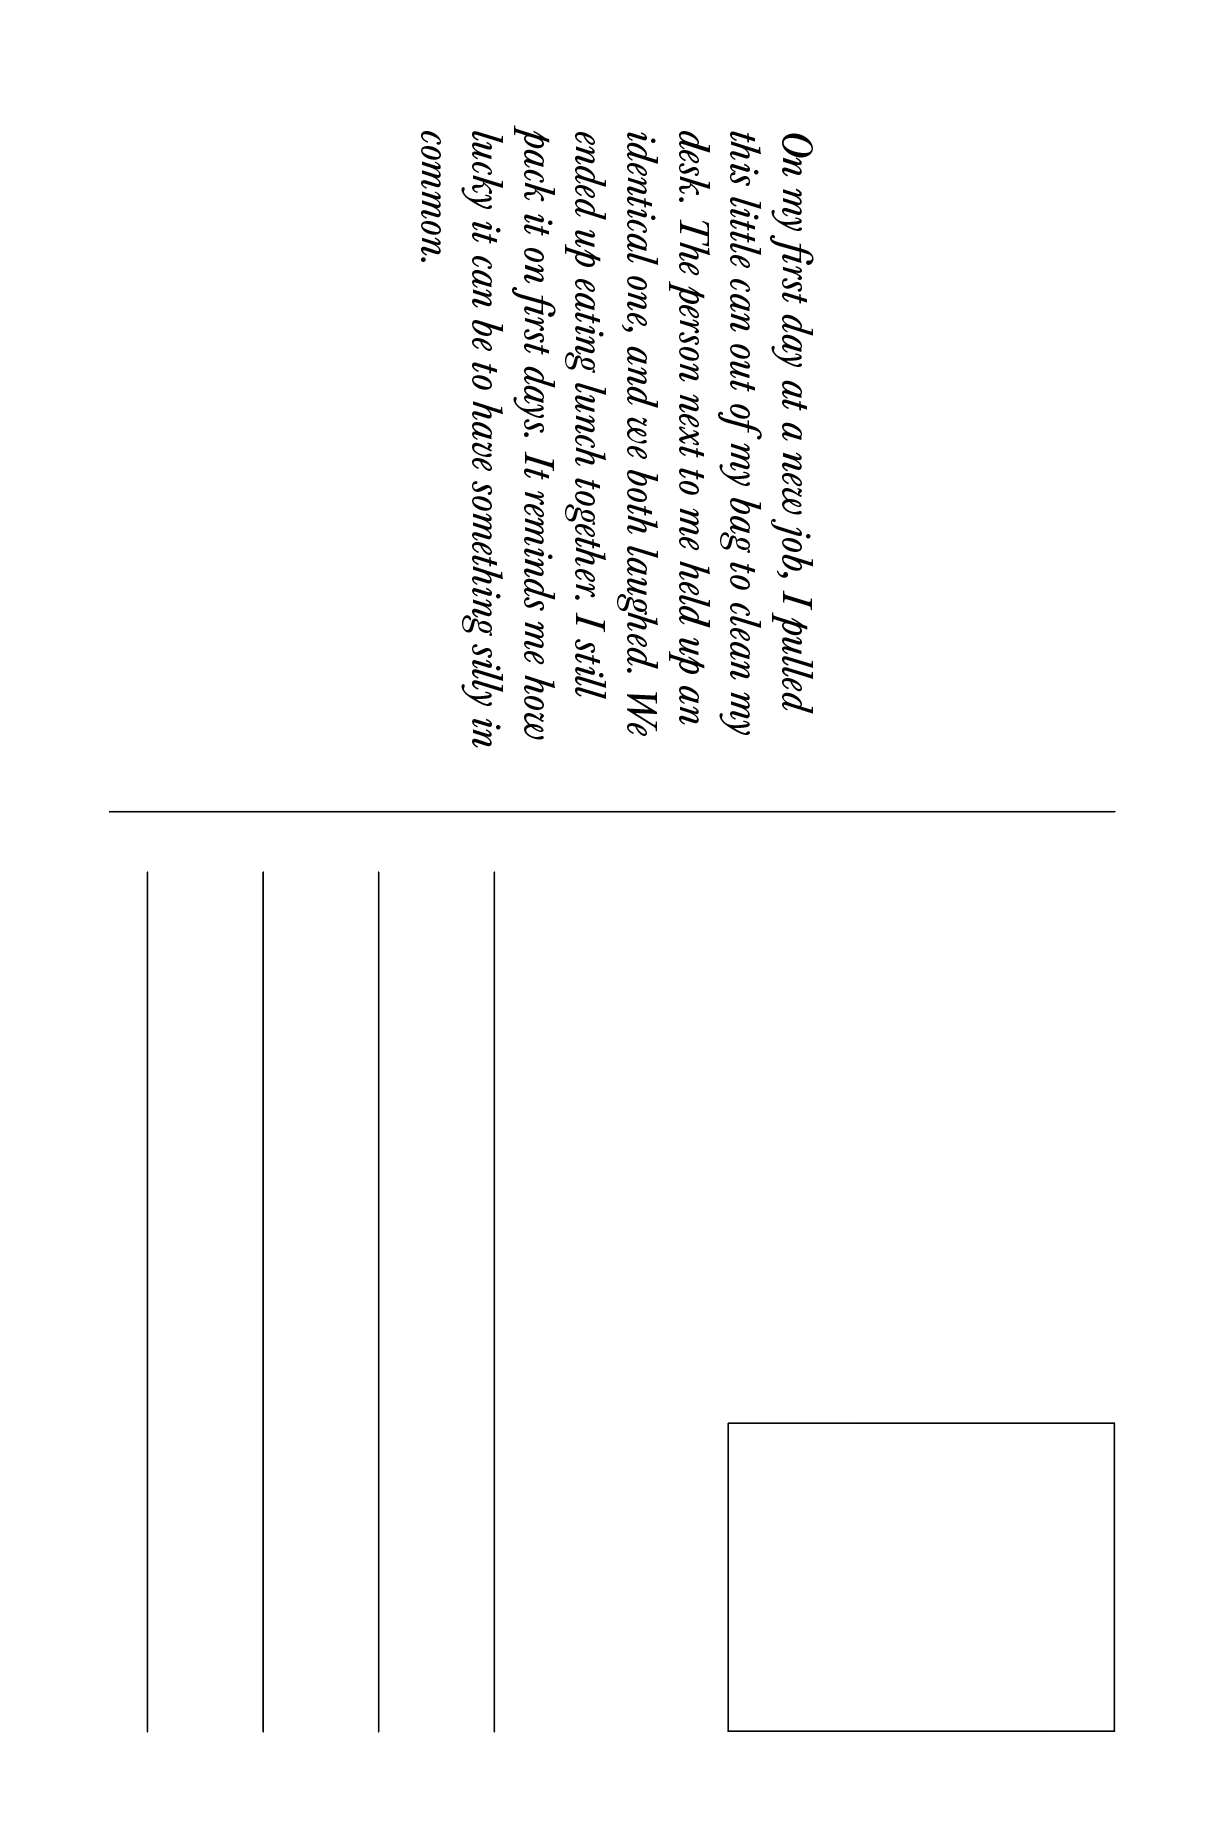 On my first day at a new job, I pulled
this little can out of my bag to clean my
desk. The person next to me held up an
identical one, and we both laughed. We
ended up eating lunch together. I still
pack it on first days. It reminds me how
lucky it can be to have something silly in
common.